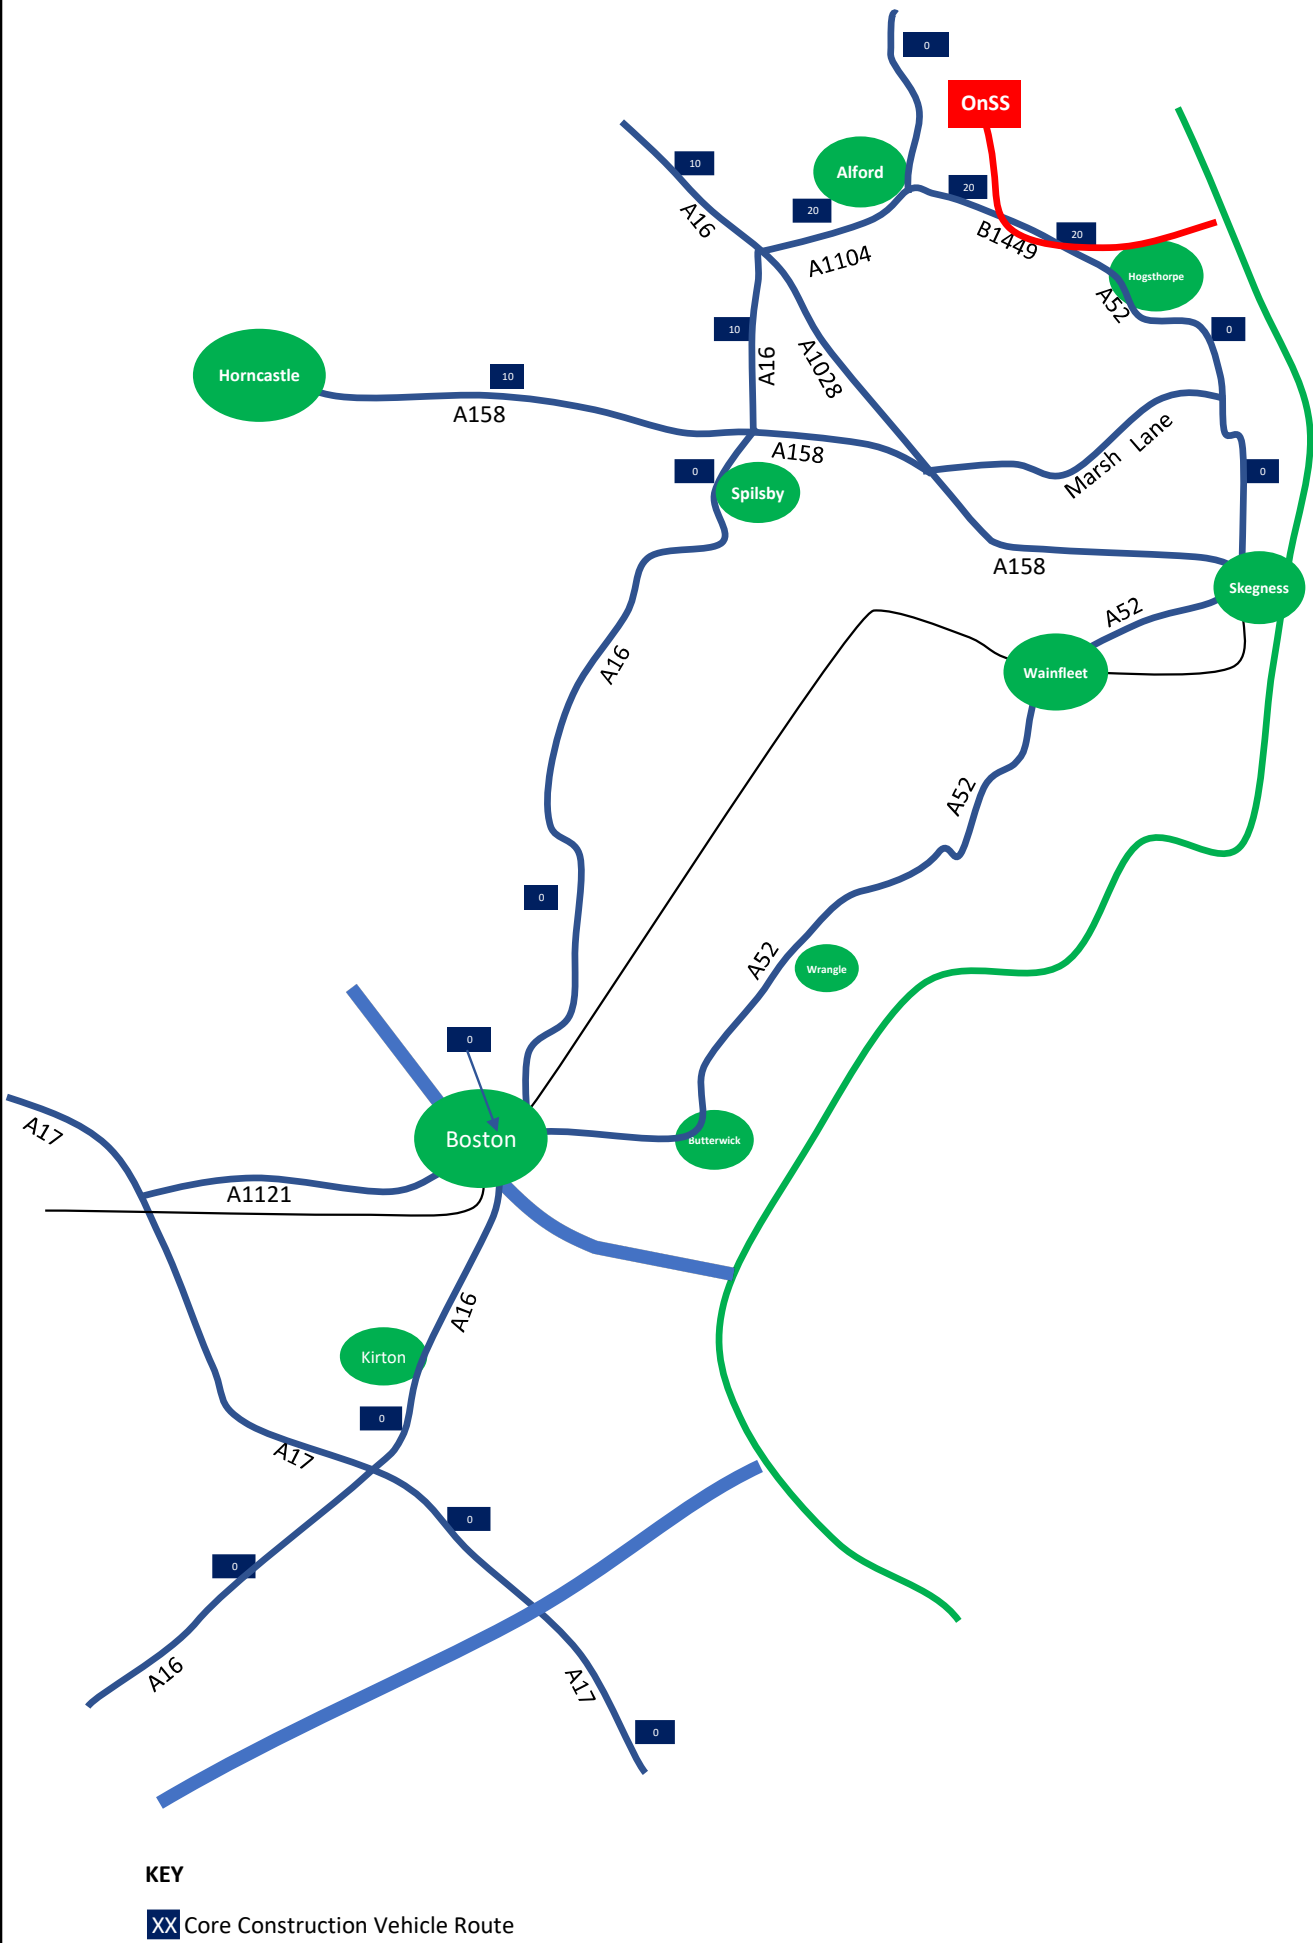 0
OnSS
10
Alford
20
20
A16
20
B1449
A1104
Hogsthorpe
A52
10
0
A16
A1028
Horncastle
10
A158
Marsh Lane
A158
0
0
Spilsby
A158
Skegness
A52
A16
Wainfleet
A52
0
A52
Wrangle
0
A17
Boston
Butterwick
A1121
A16
Kirton
0
A17
0
0
A16
A17
0
KEY
XX Core Construction Vehicle Route